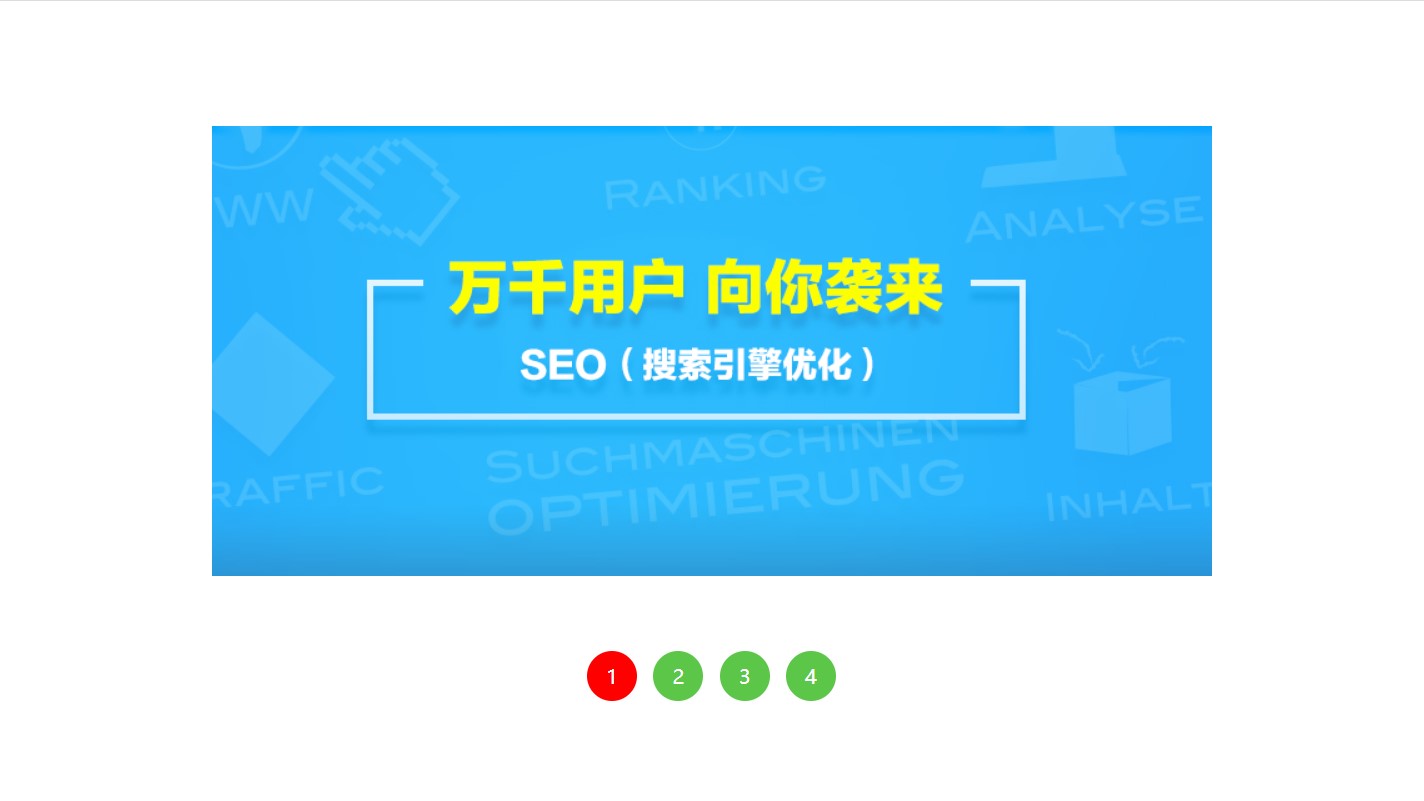 WW
RANKING
ANALYSE
万千用户 向你袭来
SEO（搜索引擎优化）
SUCHMASCHINEN
OPTIMIERUNG
RAFFIC
INHALT
1 2 3 4